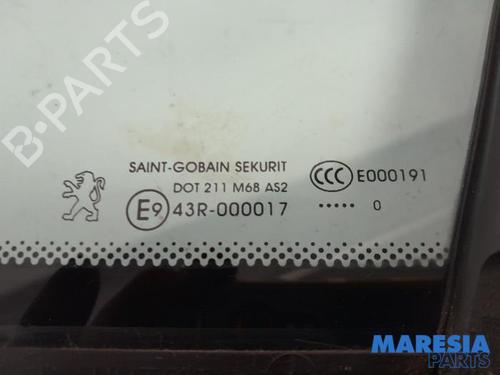 B-PARTS
SAINT-GOBAIN SEKURIT
DOT 211 M68 AS2
E9 43R-000017
CCC E000191
..... 0
MARESIA
PARTS